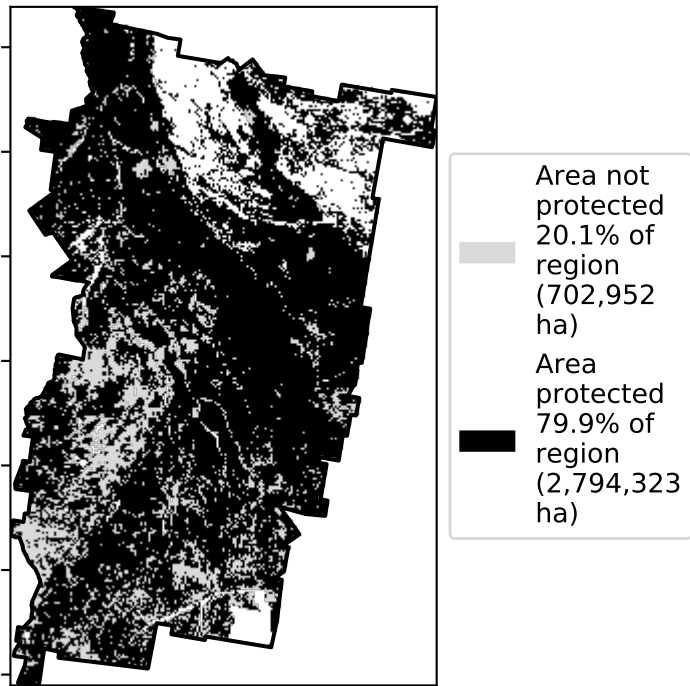 Area not
protected
20.1% of
region
(702,952
ha)
Area
protected
79.9% of
region
(2,794,323
ha)